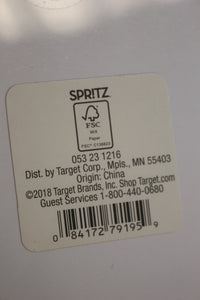 SPRITZ
FSC
MIX
Paper
FSC® C136623
053 23 1216
Dist. by Target Corp., Mpls., MN 55403
Origin: China
©2018 Target Brands, Inc. Shop Target.com
Guest Services 1-800-440-0680
0 84172 79195 9